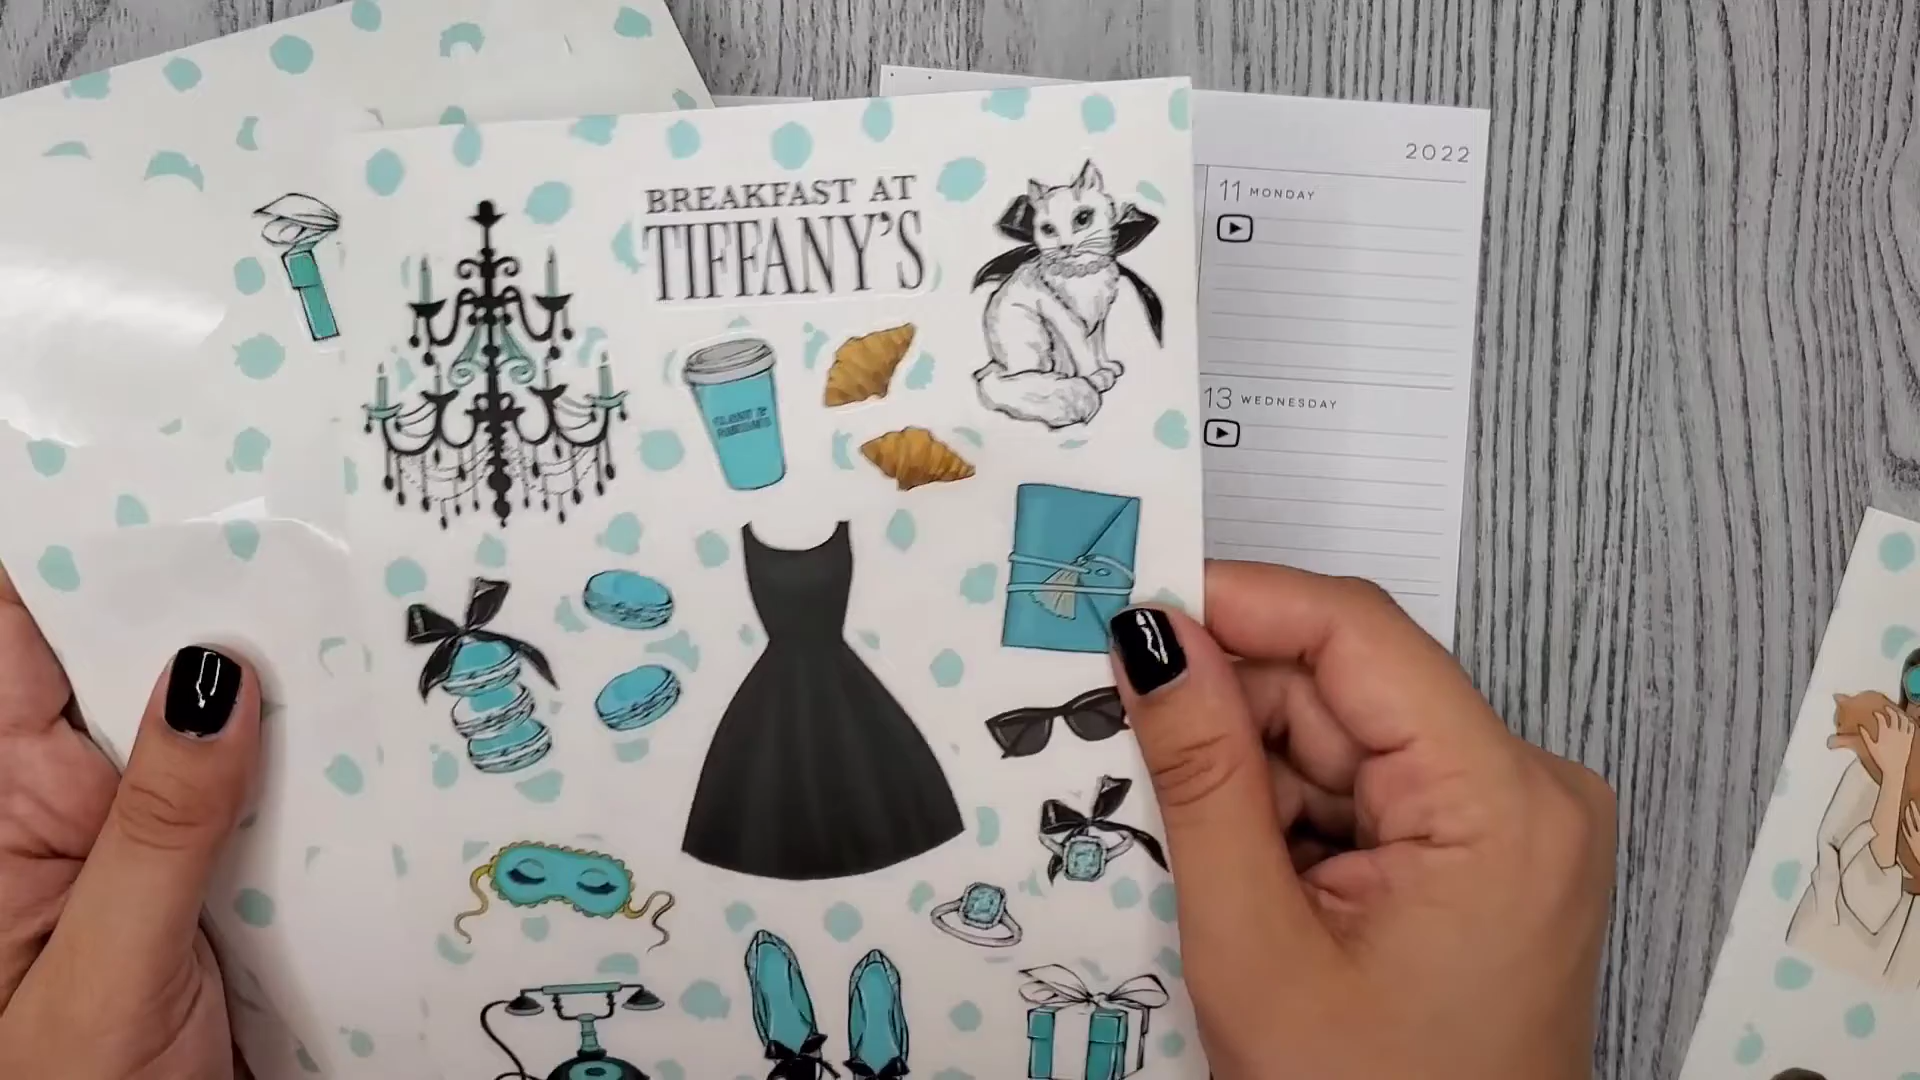 BREAKFAST AT
TIFFANY'S
2022
11 MONDAY
13 WEDNESDAY